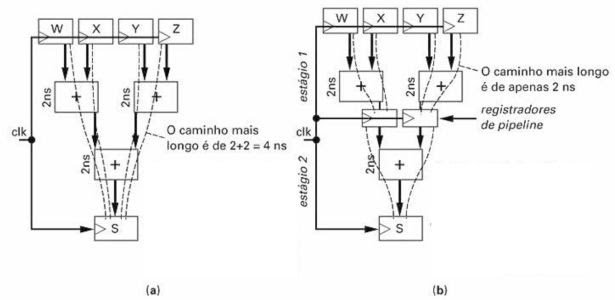 W X Y Z
2ns + 2ns +
O caminho mais
longo é de 2+2 = 4 ns
clk
2ns +
S
(a)
W X Y Z
estágio 1
O caminho mais longo
é de apenas 2 ns
2ns + 2ns +
registradores
de pipeline
clk
estágio 2
2ns +
S
(b)